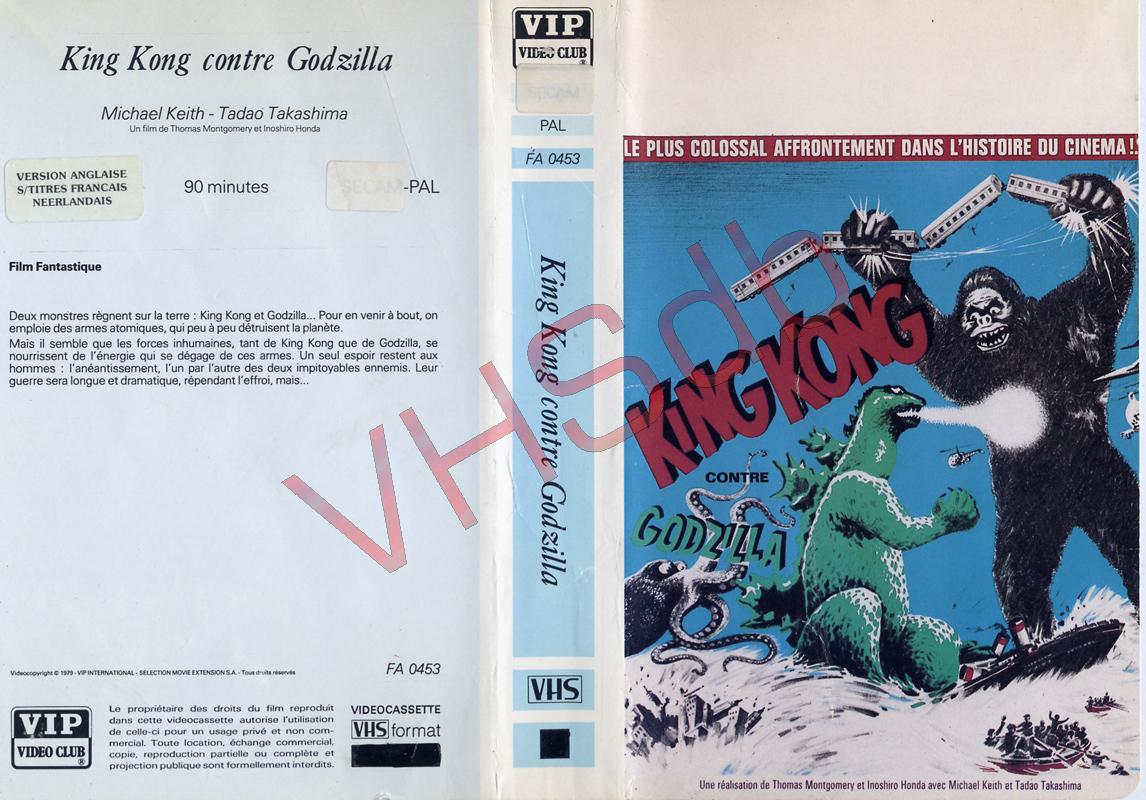 King Kong contre Godzilla
Michael Keith - Tadao Takashima
Un film de Thomas Montgomery et Inoshiro Honda
VERSION ANGLAISE
S/TITRES FRANCAIS
NEERLANDAIS
90 minutes
SECAM-PAL
Film Fantastique
Deux monstres règnent sur la terre : King Kong et Godzilla... Pour en venir à bout, on
emploie des armes atomiques, qui peu à peu détruisent la planète.
Mais il semble que les forces inhumaines, tant de King Kong que de Godzilla, se
nourrissent de l'énergie qui se dégage de ces armes. Un seul espoir restent aux
hommes : l'anéantissement, l'un par l'autre des deux impitoyables ennemis. Leur
guerre sera longue et dramatique, répendant l'effroi, mais...
Videocopyright © 1979 - VIP INTERNATIONAL - SELECTION MOVIE EXTENSION S.A. - Tous droits réservés
FA 0453
VIP
VIDEO CLUB
®
Le propriétaire des droits du film reproduit
dans cette videocassette autorise l'utilisation
de celle-ci pour un usage privé et non com-
mercial. Toute location, échange commercial,
copie, reproduction partielle ou complète et
projection publique sont formellement interdits.
VIDEOCASSETTE
VHS format
VIP
VIDEO CLUB
®
SECAM
PAL
FA 0453
King Kong contre Godzilla
VHS
LE PLUS COLOSSAL AFFRONTEMENT DANS L'HISTOIRE DU CINEMA!.
KING KONG
CONTRE
GODZILLA
Une réalisation de Thomas Montgomery et Inoshiro Honda avec Michael Keith et Tadao Takashima
VHSdb